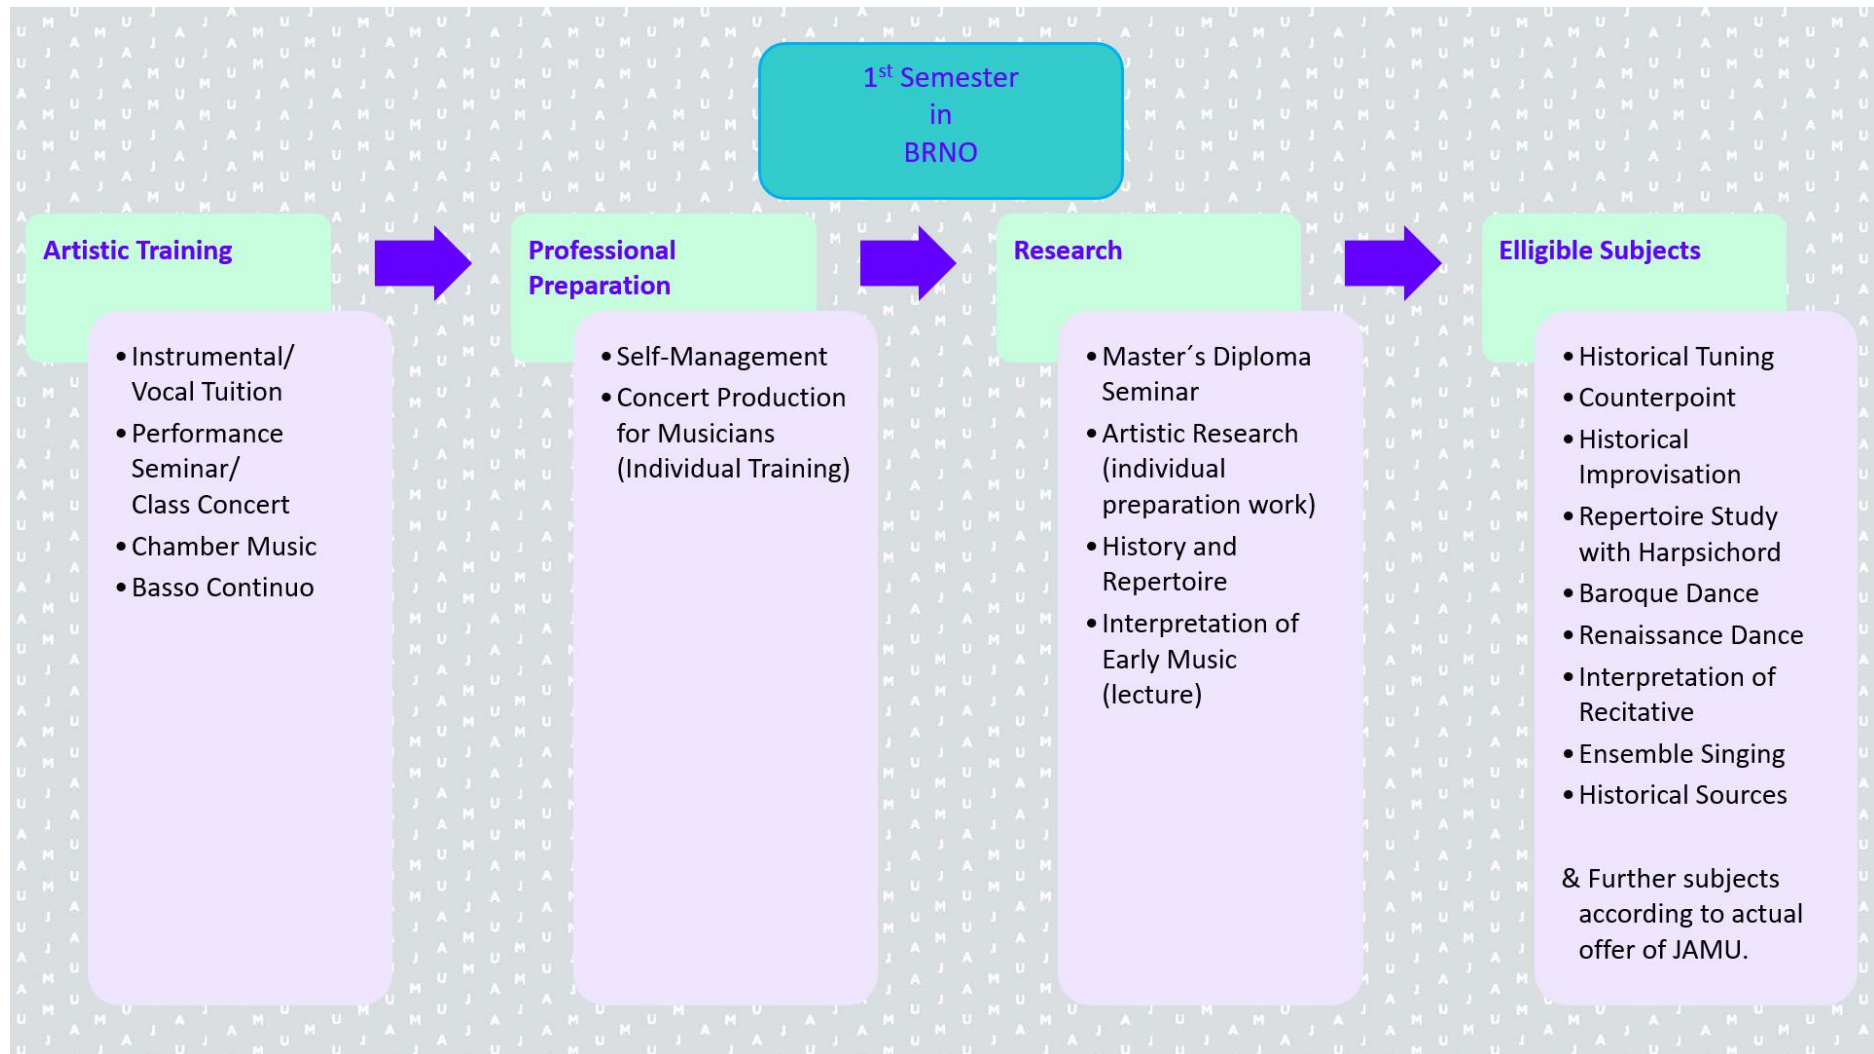 1st Semester
in
BRNO
Artistic Training
• Instrumental/
Vocal Tuition
• Performance
Seminar/
Class Concert
• Chamber Music
• Basso Continuo
Professional
Preparation
• Self-Management
• Concert Production
for Musicians
(Individual Training)
Research
• Master´s Diploma
Seminar
• Artistic Research
(individual
preparation work)
• History and
Repertoire
• Interpretation of
Early Music
(lecture)
Elligible Subjects
• Historical Tuning
• Counterpoint
• Historical
Improvisation
• Repertoire Study
with Harpsichord
• Baroque Dance
• Renaissance Dance
• Interpretation of
Recitative
• Ensemble Singing
• Historical Sources
& Further subjects
according to actual
offer of JAMU.